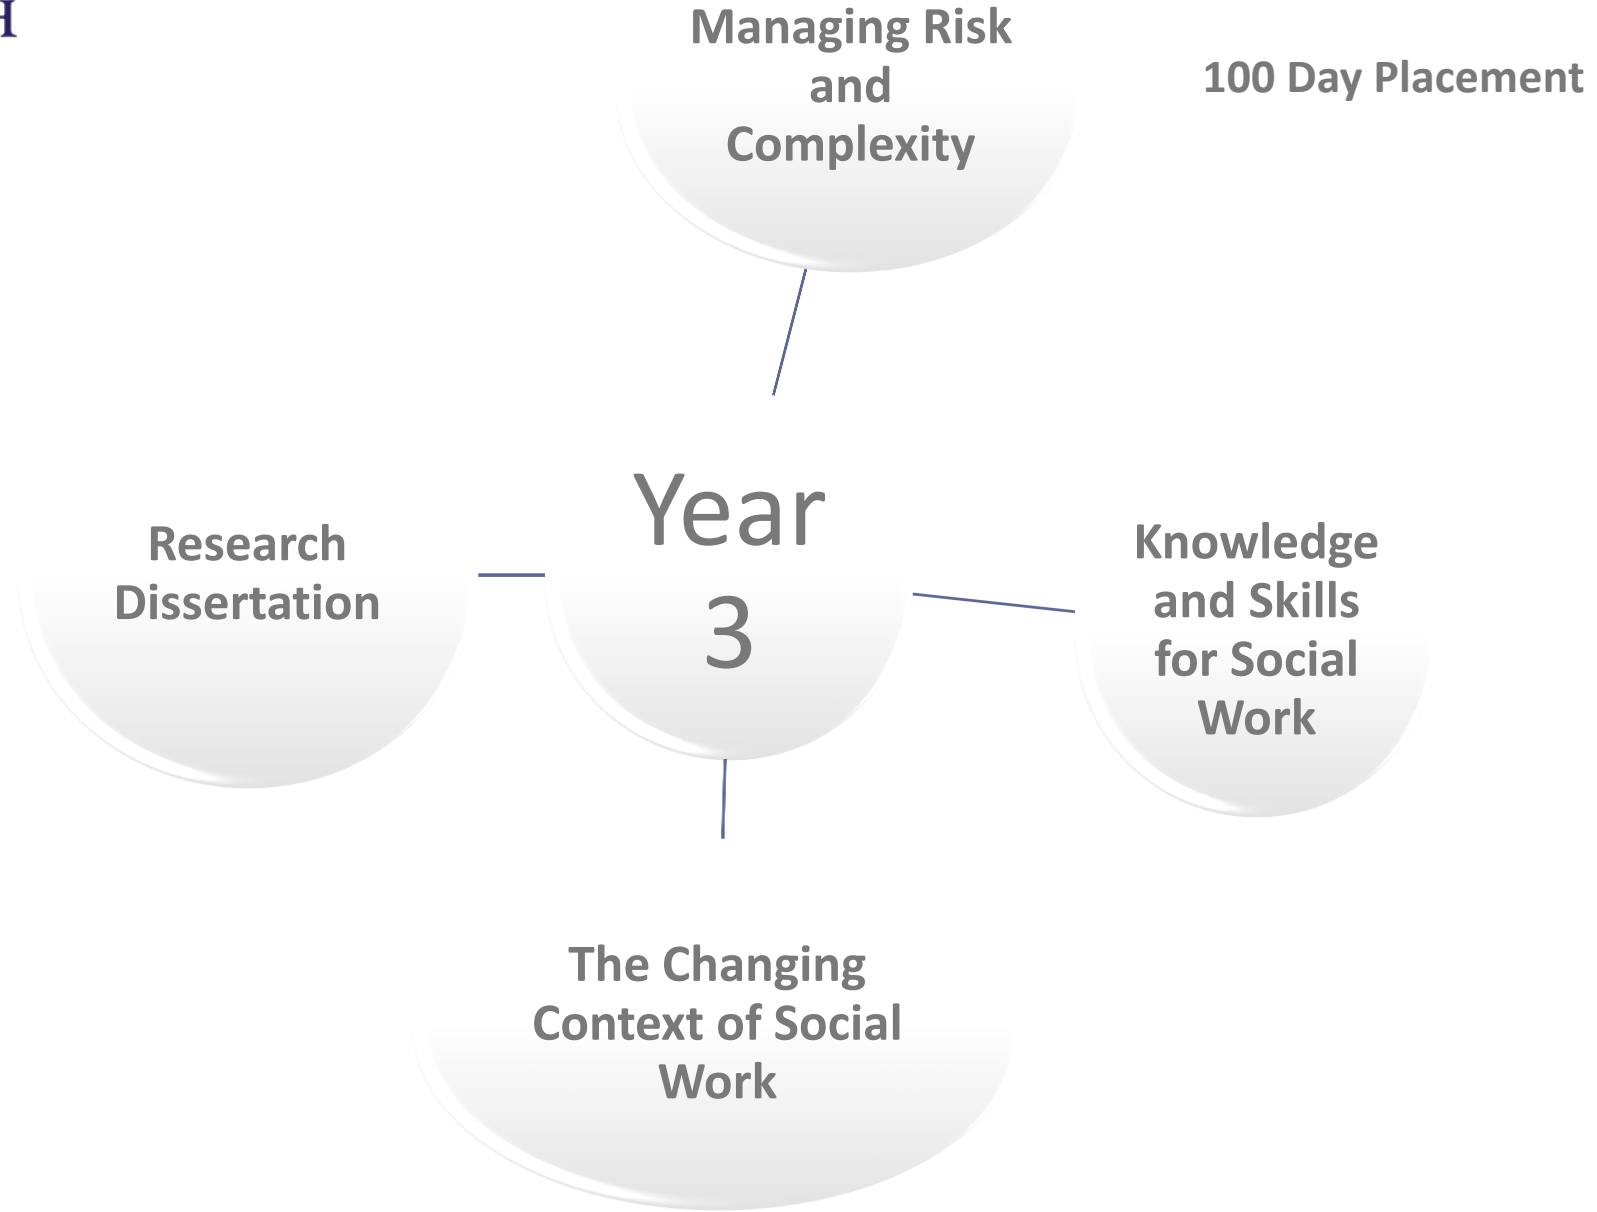 H
Managing Risk
and
Complexity
100 Day Placement
Year
3
Research
Dissertation
Knowledge
and Skills
for Social
Work
The Changing
Context of Social
Work